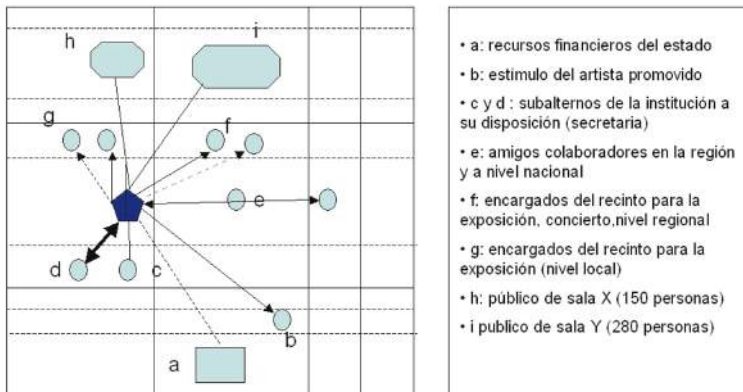 h
i
g
f
e
d
c
b
a
• a: recursos financieros del estado
• b: estimulo del artista promovido
• c y d : subalternos de la institución a
su disposición (secretaria)
• e: amigos colaboradores en la región
y a nivel nacional
• f: encargados del recinto para la
exposición, concierto,nivel regional
• g: encargados del recinto para la
exposición (nivel local)
• h: público de sala X (150 personas)
• i publico de sala Y (280 personas)